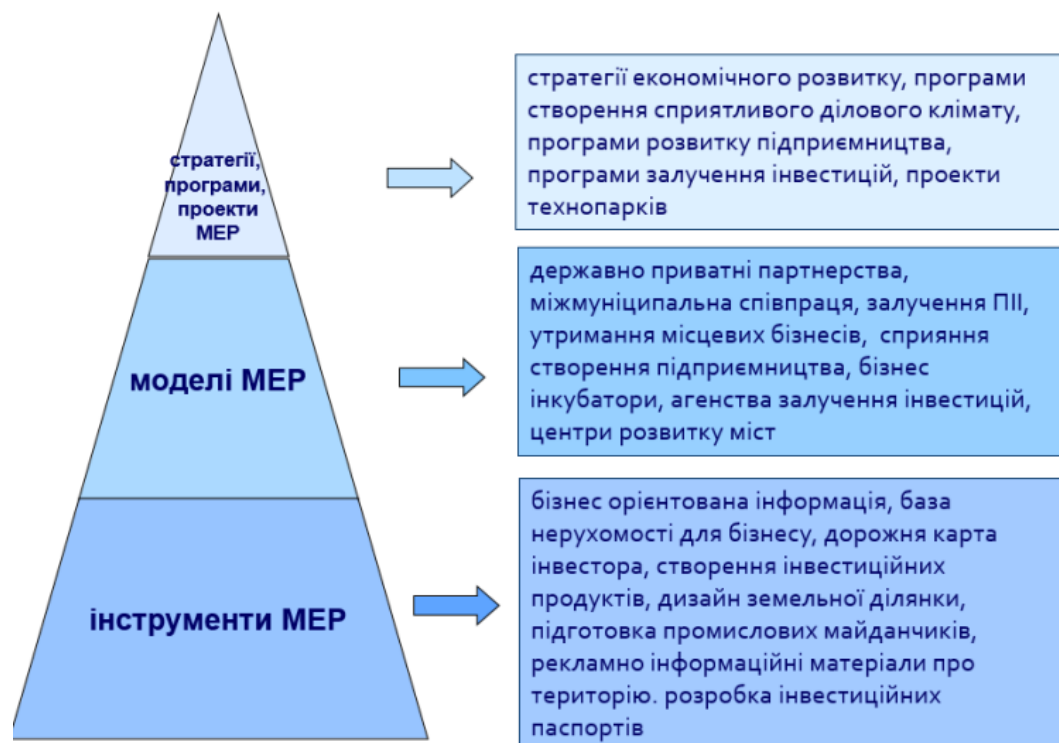 стратегії,
програми,
проекти
МЕР
стратегії економічного розвитку, програми
створення сприятливого ділового клімату,
програми розвитку підприємництва,
програми залучення інвестицій, проекти
технопарків
моделі МЕР
державно приватні партнерства,
міжмуніципальна співпраця, залучення ПІІ,
утримання місцевих бізнесів, сприяння
створення підприємництва, бізнес
інкубатори, агенства залучення інвестицій,
центри розвитку міст
інструменти МЕР
бізнес орієнтована інформація, база
нерухомості для бізнесу, дорожня карта
інвестора, створення інвестиційних
продуктів, дизайн земельної ділянки,
підготовка промислових майданчиків,
рекламно інформаційні матеріали про
територію. розробка інвестиційних
паспортів